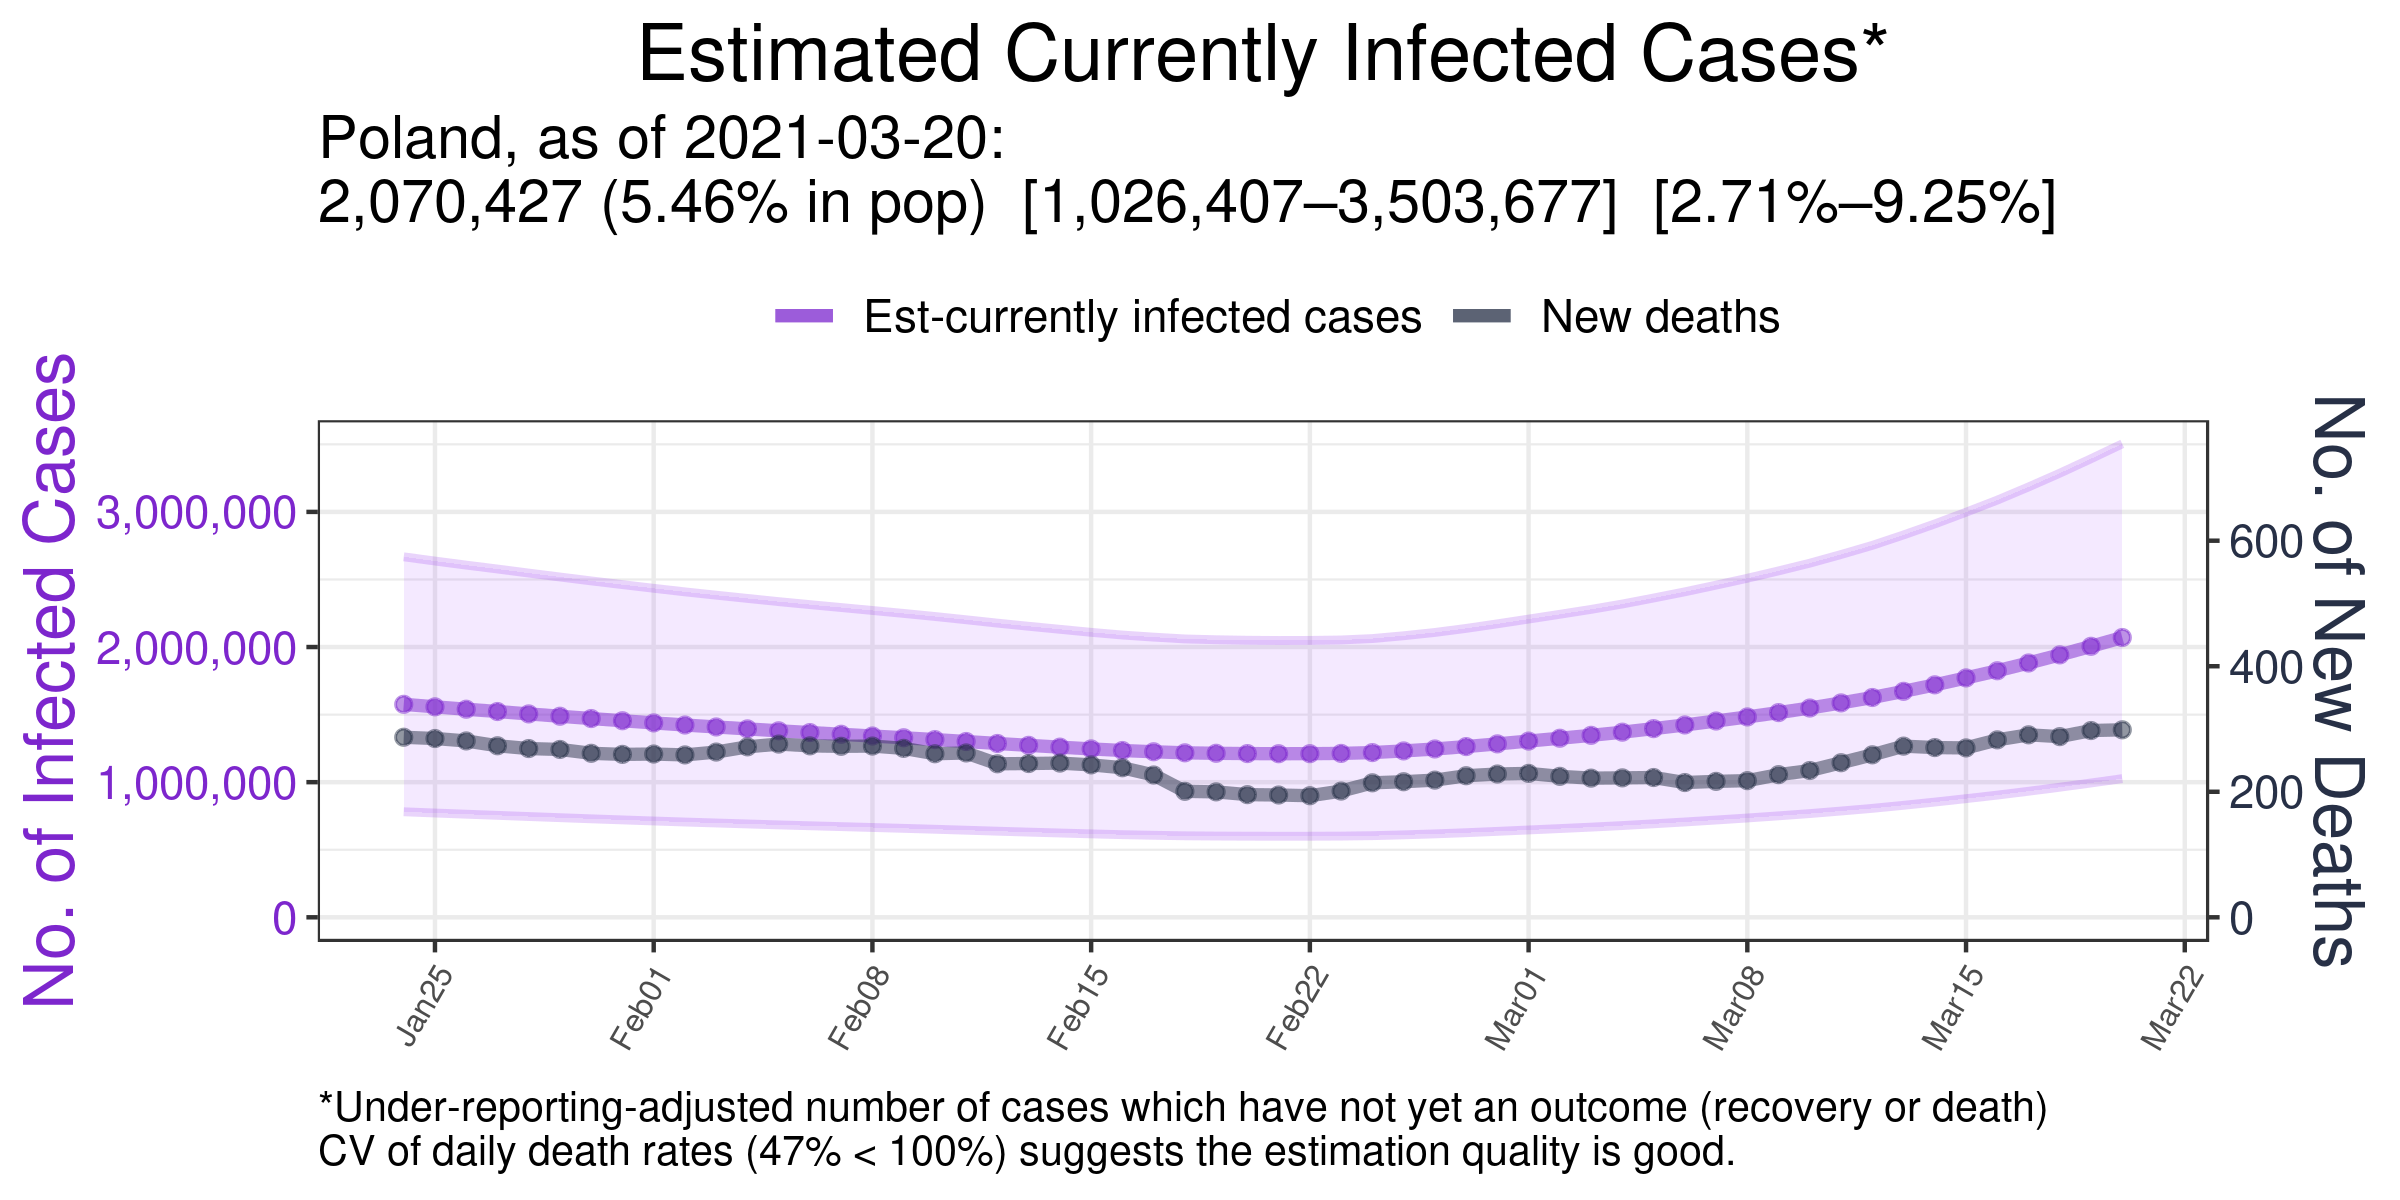 Estimated Currently Infected Cases*
Poland, as of 2021-03-20:
2,070,427 (5.46% in pop) [1,026,407–3,503,677] [2.71%–9.25%]
Est-currently infected cases New deaths
No. of Infected Cases
3,000,000
2,000,000
1,000,000
0
600
400
200
0
No. of New Deaths
Jan25 Feb01 Feb08 Feb15 Feb22 Mar01 Mar08 Mar15 Mar22
*Under-reporting-adjusted number of cases which have not yet an outcome (recovery or death)
CV of daily death rates (47% < 100%) suggests the estimation quality is good.